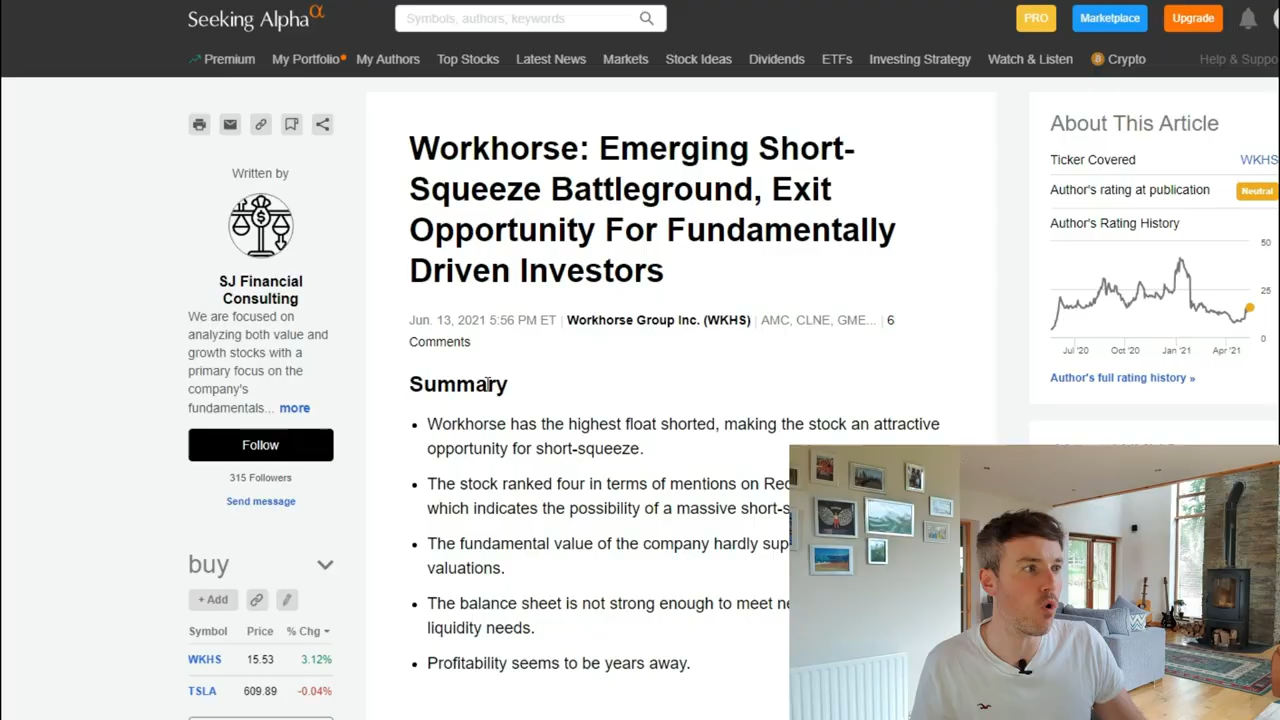 Seeking Alpha α
Symbols, authors, keywords
PRO
Marketplace
Upgrade
Premium
My Portfolio
My Authors
Top Stocks
Latest News
Markets
Stock Ideas
Dividends
ETFs
Investing Strategy
Watch & Listen
Crypto
Help & Suppo
Written by
SJ Financial
Consulting
We are focused on
analyzing both value and
growth stocks with a
primary focus on the
company's
fundamentals... more
Follow
315 Followers
Send message
buy
+ Add
Symbol Price % Chg
WKHS 15.53 3.12%
TSLA 609.89 -0.04%
Workhorse: Emerging Short-
Squeeze Battleground, Exit
Opportunity For Fundamentally
Driven Investors
Jun. 13, 2021 5:56 PM ET | Workhorse Group Inc. (WKHS) | AMC, CLNE, GME... | 6
Comments
Summary
• Workhorse has the highest float shorted, making the stock an attractive
opportunity for short-squeeze.
• The stock ranked four in terms of mentions on Red
which indicates the possibility of a massive short-s
• The fundamental value of the company hardly sup
valuations.
• The balance sheet is not strong enough to meet ne
liquidity needs.
• Profitability seems to be years away.
About This Article
Ticker Covered WKHS
Author's rating at publication Neutral
Author's Rating History
50
25
0
Jul '20 Oct '20 Jan '21 Apr '21
Author's full rating history »